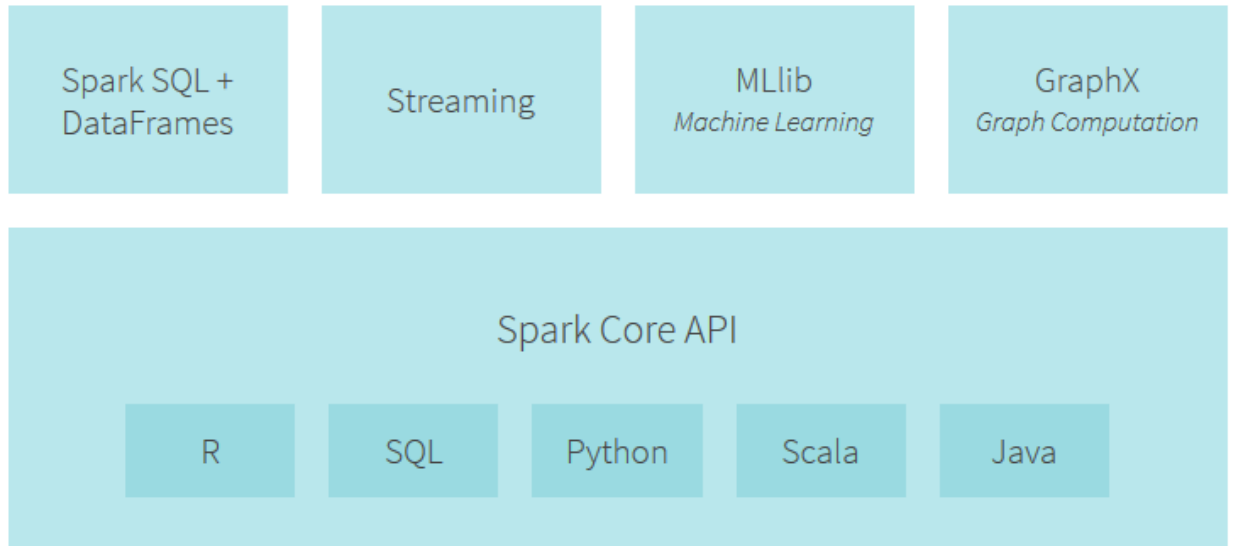 Spark SQL +
DataFrames
Streaming
MLlib
Machine Learning
GraphX
Graph Computation
Spark Core API
R
SQL
Python
Scala
Java